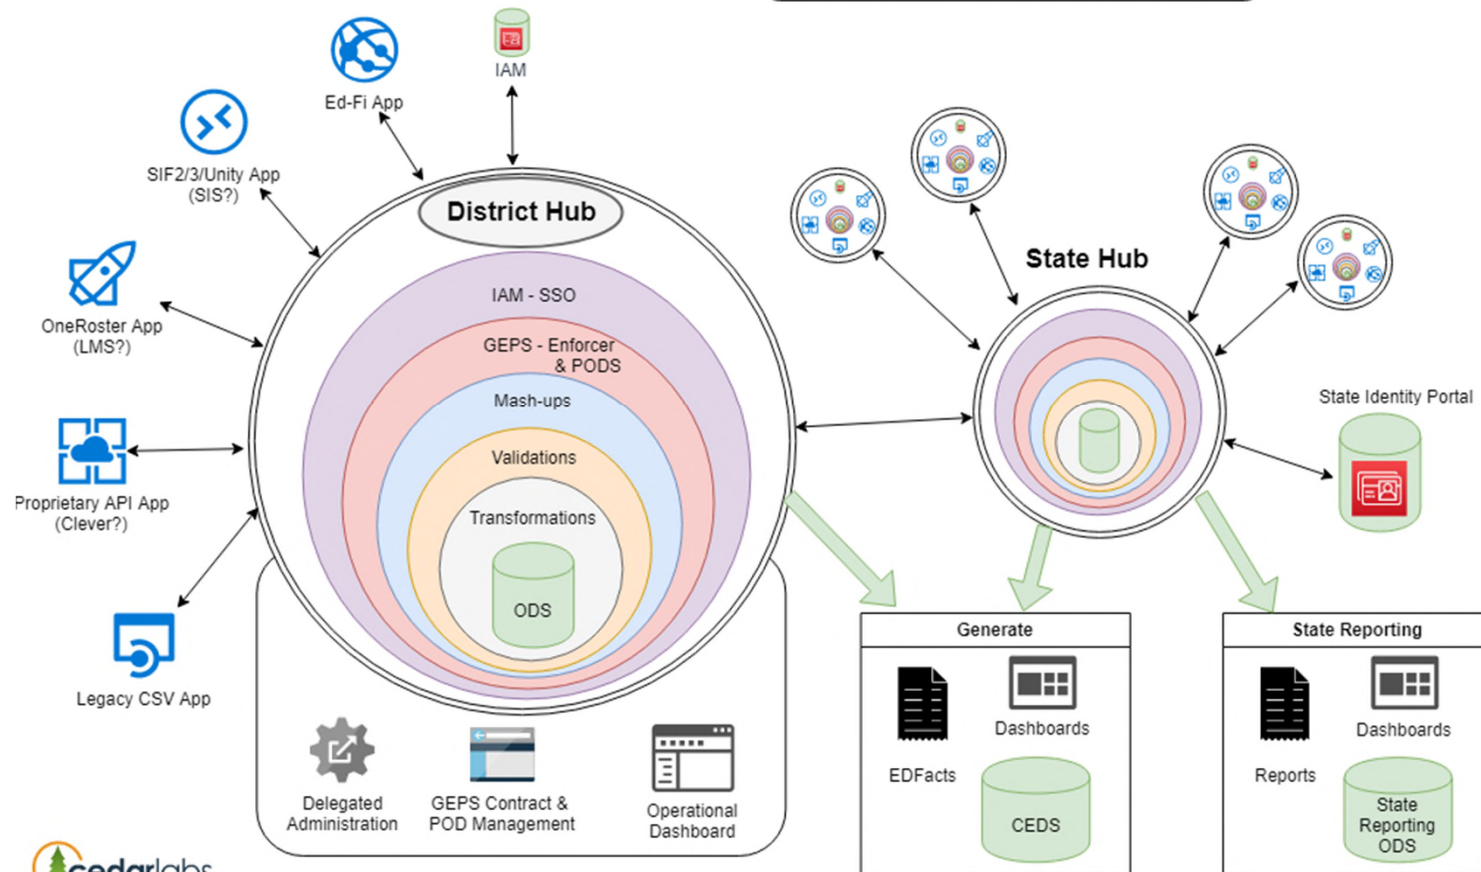 IAM
Ed-Fi App
SIF2/3/Unity App
(SIS?)
OneRoster App
(LMS?)
Proprietary API App
(Clever?)
Legacy CSV App
District Hub
IAM - SSO
GEPS - Enforcer
& PODS
Mash-ups
Validations
Transformations
ODS
Delegated
Administration
GEPS Contract &
POD Management
Operational
Dashboard
State Hub
State Identity Portal
Generate
Dashboards
EDFacts
CEDS
State Reporting
Dashboards
Reports
State
Reporting
ODS
cedarlabs